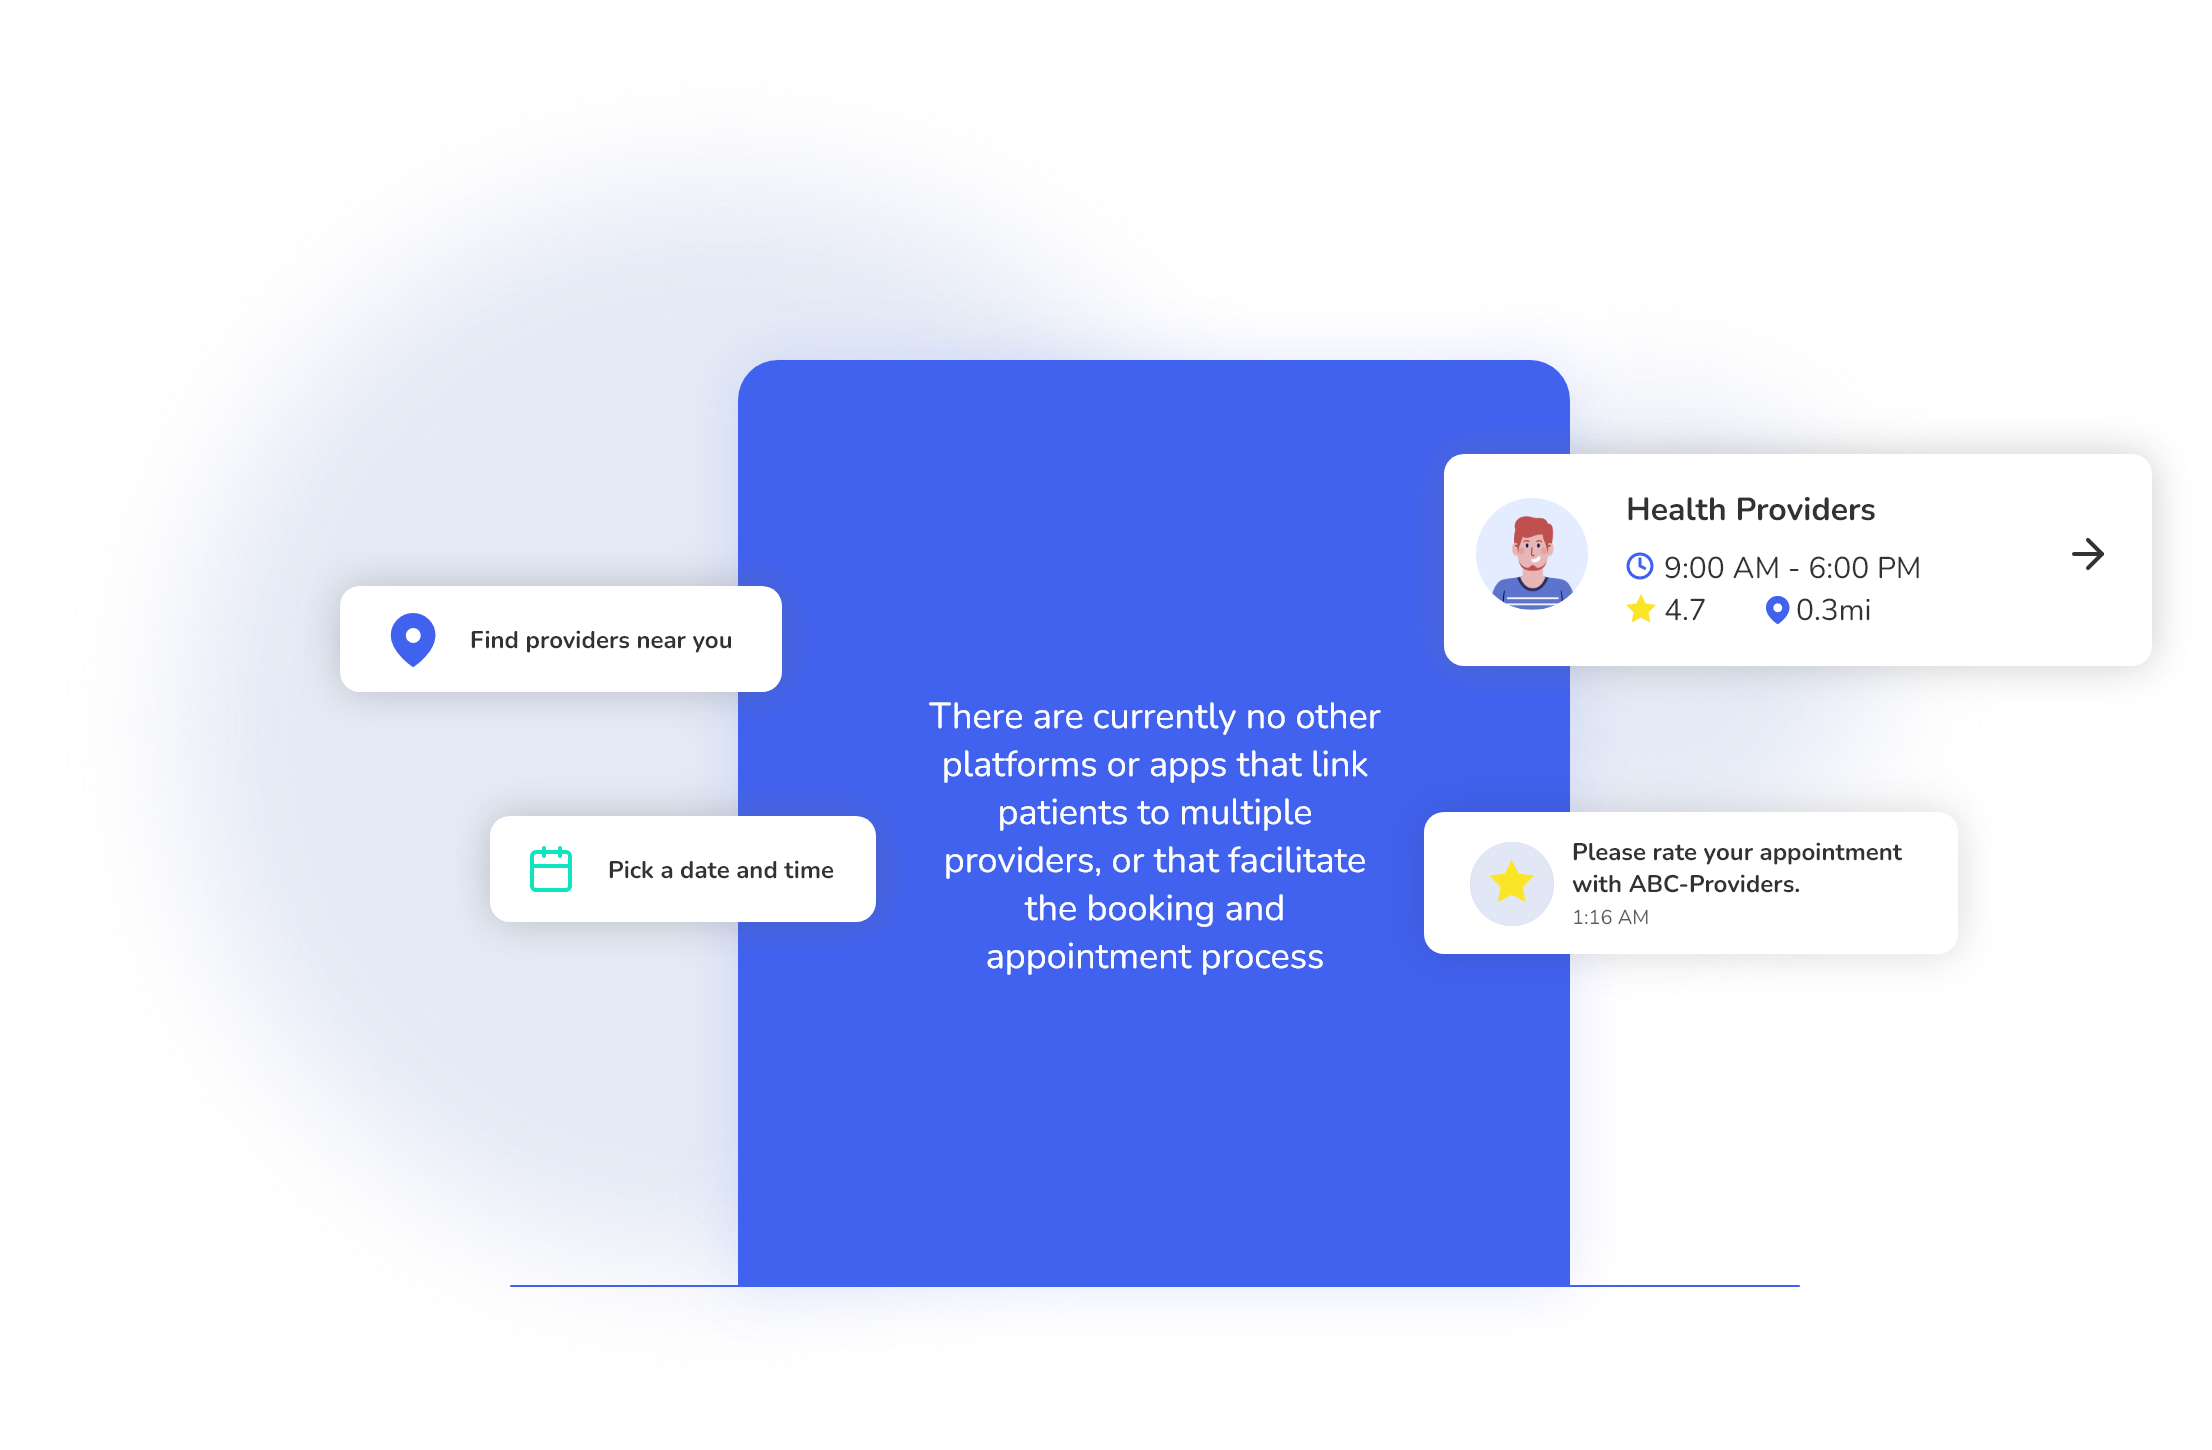 Find providers near you
Pick a date and time
There are currently no other
platforms or apps that link
patients to multiple
providers, or that facilitate
the booking and
appointment process
Health Providers
9:00 AM - 6:00 PM
4.7 0.3mi
Please rate your appointment
with ABC-Providers.
1:16 AM